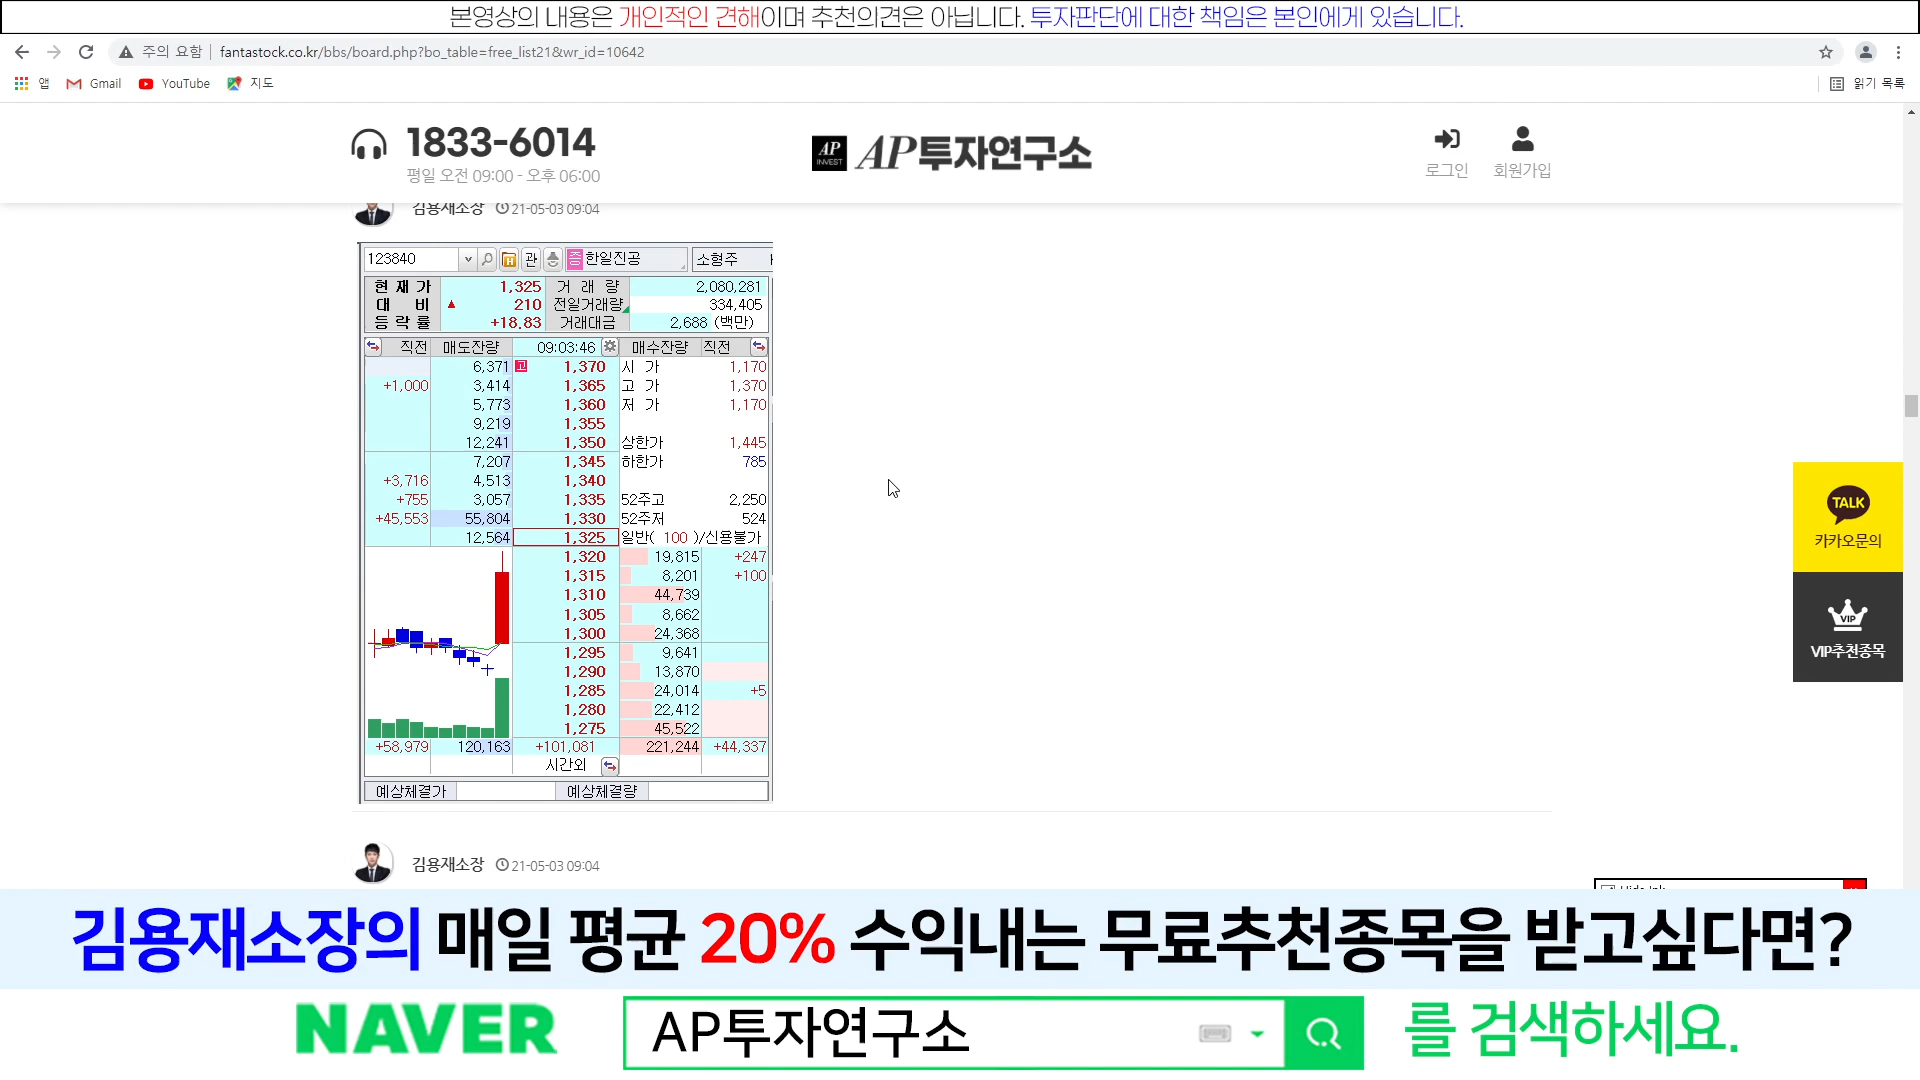 본영상의 내용은 개인적인 견해이며 추천의견은 아닙니다. 투자판단에 대한 책임은 본인에게 있습니다.
주의 요함 | fantastock.co.kr/bbs/board.php?bo_table=free_list21&wr_id=10642
앱 Gmail YouTube 지도 읽기 목록
1833-6014
평일 오전 09:00 - 오후 06:00
AP INVEST AP투자연구소
로그인 회원가입
김용재소장 21-05-03 09:04
123840 관 증 한일진공 소형주
현재가 1,325 거래량 2,080,281
대비 ▲ 210 전일거래량 334,405
등락률 +18.83 거래대금 2,688 (백만)
직전 매도잔량 09:03:46 매수잔량 직전
6,371 고 1,370 시가 1,170
+1,000 3,414 1,365 고가 1,370
5,773 1,360 저가 1,170
9,219 1,355
12,241 1,350 상한가 1,445
7,207 1,345 하한가 785
+3,716 4,513 1,340
+755 3,057 1,335 52주고 2,250
+45,553 55,804 1,330 52주저 524
12,564 1,325 일반( 100 )/신용불가
1,320 19,815 +247
1,315 8,201 +100
1,310 44,739
1,305 8,662
1,300 24,368
1,295 9,641
1,290 13,870
1,285 24,014 +5
1,280 22,412
1,275 45,522
+58,979 120,163 +101,081 221,244 +44,337
시간외
예상체결가 예상체결량
TALK
카카오문의
VIP
VIP추천종목
김용재소장 21-05-03 09:04
김용재소장의 매일 평균 20% 수익내는 무료추천종목을 받고싶다면?
NAVER AP투자연구소 를 검색하세요.